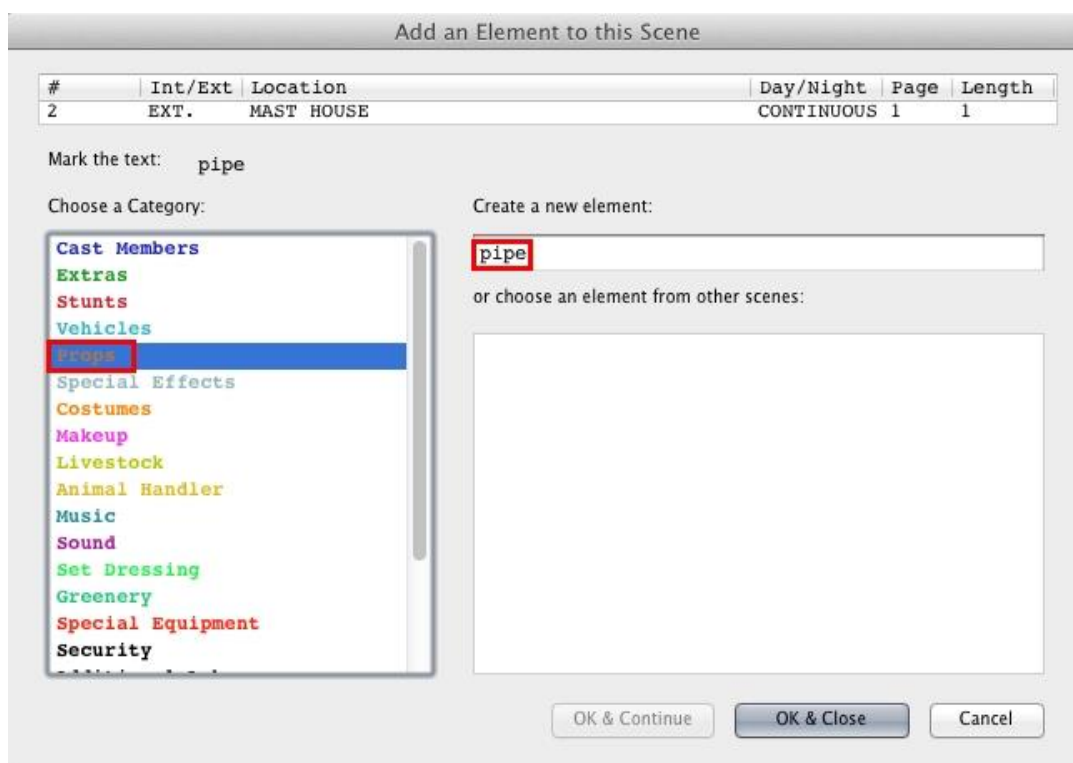 Add an Element to this Scene
# Int/Ext Location Day/Night Page Length
2 EXT. MAST HOUSE CONTINUOUS 1 1
Mark the text: pipe
Choose a Category:
Cast Members
Extras
Stunts
Vehicles
Props
Special Effects
Costumes
Makeup
Livestock
Animal Handler
Music
Sound
Set Dressing
Greenery
Special Equipment
Security
Create a new element:
pipe
or choose an element from other scenes:
OK & Continue OK & Close Cancel